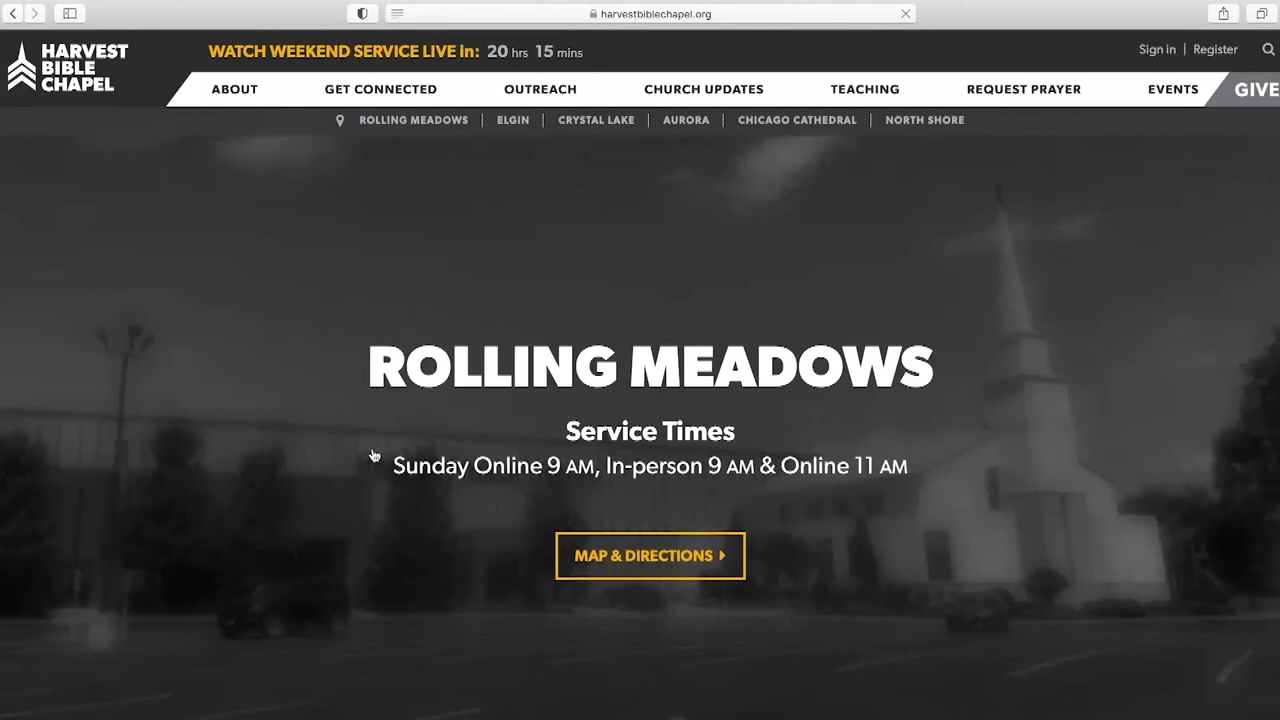 harvestbiblechapel.org
HARVEST
BIBLE
CHAPEL
WATCH WEEKEND SERVICE LIVE in: 20 hrs 15 mins
Sign in | Register
ABOUT GET CONNECTED OUTREACH CHURCH UPDATES TEACHING REQUEST PRAYER EVENTS GIVE
ROLLING MEADOWS | ELGIN | CRYSTAL LAKE | AURORA | CHICAGO CATHEDRAL | NORTH SHORE
ROLLING MEADOWS
Service Times
Sunday Online 9 AM, In-person 9 AM & Online 11 AM
MAP & DIRECTIONS